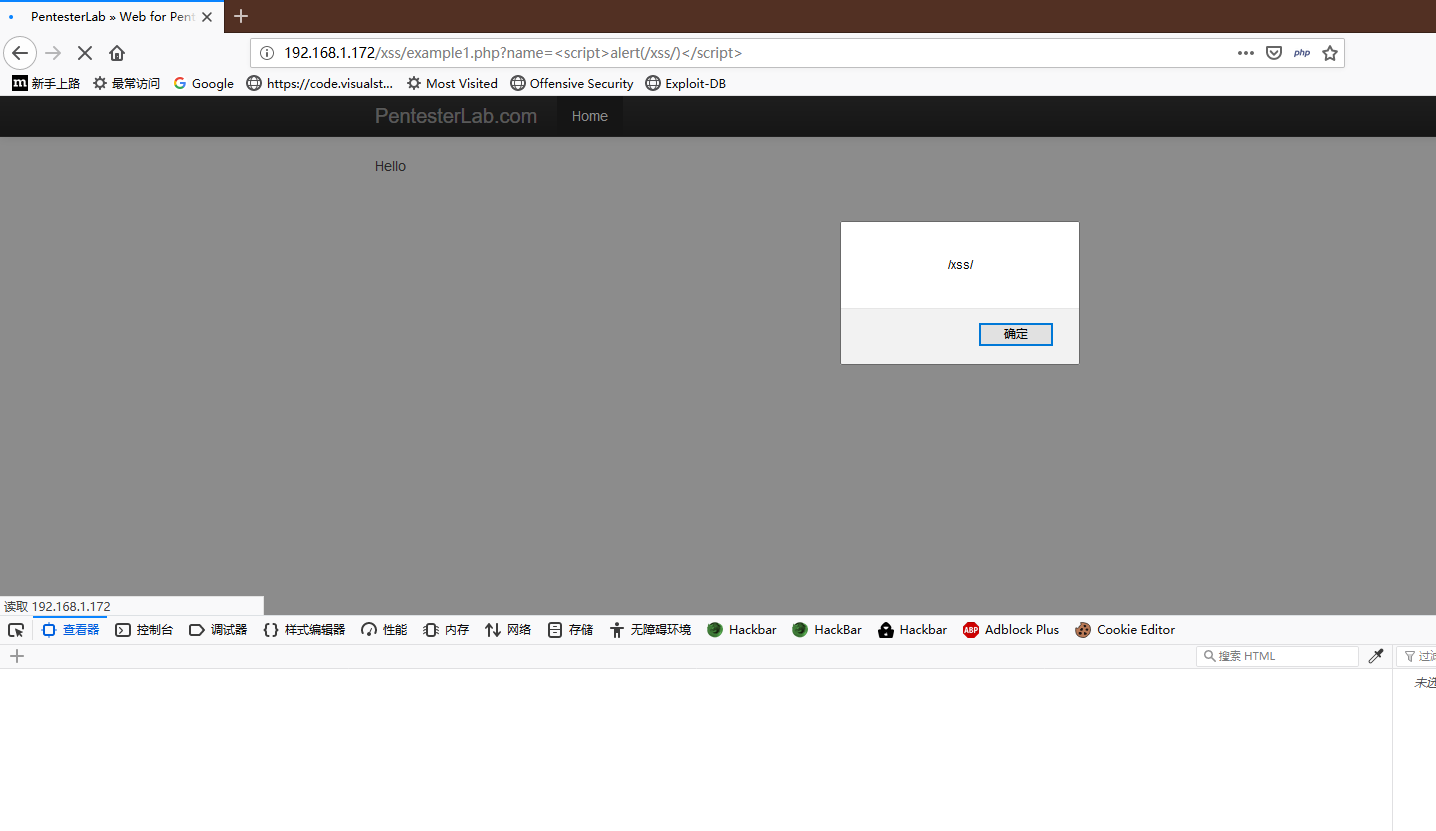 PentesterLab » Web for Pent
192.168.1.172/xss/example1.php?name=<script>alert(/xss/)</script> php
新手上路 最常访问 Google https://code.visualst... Most Visited Offensive Security Exploit-DB
PentesterLab.com Home
Hello
/xss/
确定
读取 192.168.1.172
查看器 控制台 调试器 样式编辑器 性能 内存 网络 存储 无障碍环境 Hackbar HackBar Hackbar ABP Adblock Plus Cookie Editor
搜索 HTML 过滤
未选